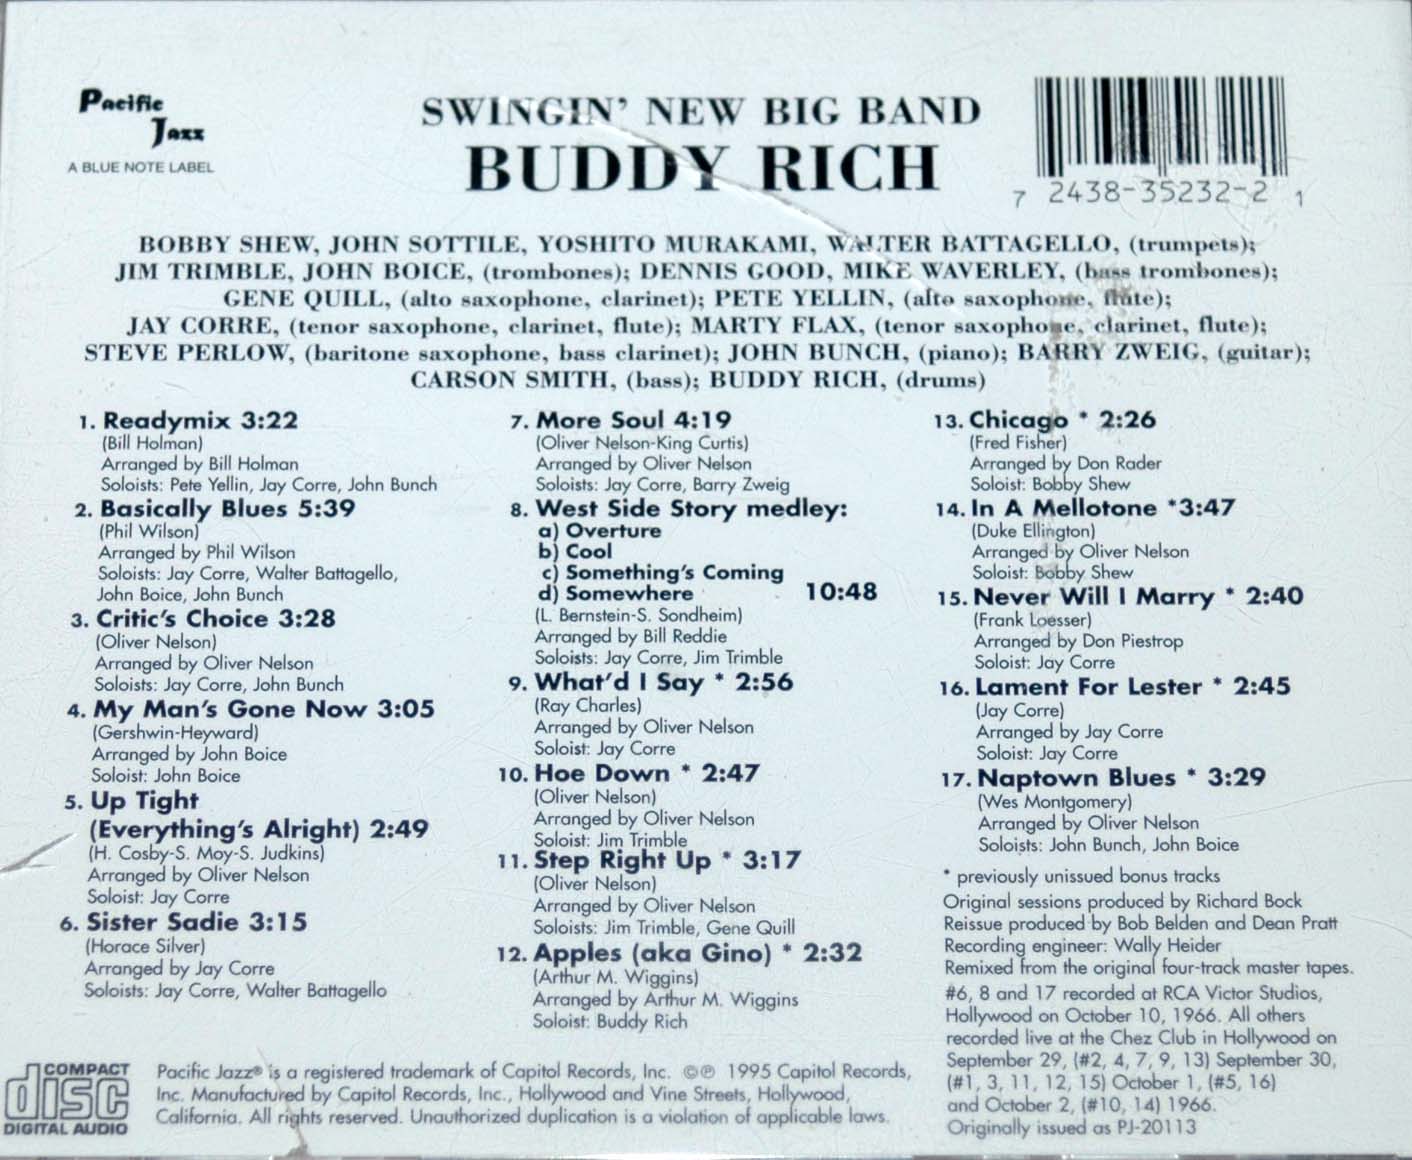 Pacific
Jazz
A BLUE NOTE LABEL
SWINGIN' NEW BIG BAND
BUDDY RICH
7 2438-35232-2 1
BOBBY SHEW, JOHN SOTTILE, YOSHITO MURAKAMI, WALTER BATTAGELLO, (trumpets);
JIM TRIMBLE, JOHN BOICE, (trombones); DENNIS GOOD, MIKE WAVERLEY, (bass trombones);
GENE QUILL, (alto saxophone, clarinet); PETE YELLIN, (alto saxophone, flute);
JAY CORRE, (tenor saxophone, clarinet, flute); MARTY FLAX, (tenor saxophone, clarinet, flute);
STEVE PERLOW, (baritone saxophone, bass clarinet); JOHN BUNCH, (piano); BARRY ZWEIG, (guitar);
CARSON SMITH, (bass); BUDDY RICH, (drums)
1. Readymix 3:22
(Bill Holman)
Arranged by Bill Holman
Soloists: Pete Yellin, Jay Corre, John Bunch
2. Basically Blues 5:39
(Phil Wilson)
Arranged by Phil Wilson
Soloists: Jay Corre, Walter Battagello,
John Boice, John Bunch
3. Critic's Choice 3:28
(Oliver Nelson)
Arranged by Oliver Nelson
Soloists: Jay Corre, John Bunch
4. My Man's Gone Now 3:05
(Gershwin-Heyward)
Arranged by John Boice
Soloist: John Boice
5. Up Tight
(Everything's Alright) 2:49
(H. Cosby-S. Moy-S. Judkins)
Arranged by Oliver Nelson
Soloist: Jay Corre
6. Sister Sadie 3:15
(Horace Silver)
Arranged by Jay Corre
Soloists: Jay Corre, Walter Battagello
7. More Soul 4:19
(Oliver Nelson-King Curtis)
Arranged by Oliver Nelson
Soloists: Jay Corre, Barry Zweig
8. West Side Story medley:
a) Overture
b) Cool
c) Something's Coming
d) Somewhere 10:48
(L. Bernstein-S. Sondheim)
Arranged by Bill Reddie
Soloists: Jay Corre, Jim Trimble
9. What'd I Say * 2:56
(Ray Charles)
Arranged by Oliver Nelson
Soloist: Jay Corre
10. Hoe Down * 2:47
(Oliver Nelson)
Arranged by Oliver Nelson
Soloist: Jim Trimble
11. Step Right Up * 3:17
(Oliver Nelson)
Arranged by Oliver Nelson
Soloists: Jim Trimble, Gene Quill
12. Apples (aka Gino) * 2:32
(Arthur M. Wiggins)
Arranged by Arthur M. Wiggins
Soloist: Buddy Rich
13. Chicago * 2:26
(Fred Fisher)
Arranged by Don Rader
Soloist: Bobby Shew
14. In A Mellotone *3:47
(Duke Ellington)
Arranged by Oliver Nelson
Soloist: Bobby Shew
15. Never Will I Marry * 2:40
(Frank Loesser)
Arranged by Don Piestrop
Soloist: Jay Corre
16. Lament For Lester * 2:45
(Jay Corre)
Arranged by Jay Corre
Soloist: Jay Corre
17. Naptown Blues * 3:29
(Wes Montgomery)
Arranged by Oliver Nelson
Soloists: John Bunch, John Boice
* previously unissued bonus tracks
Original sessions produced by Richard Bock
Reissue produced by Bob Belden and Dean Pratt
Recording engineer: Wally Heider
Remixed from the original four-track master tapes.
#6, 8 and 17 recorded at RCA Victor Studios,
Hollywood on October 10, 1966. All others
recorded live at the Chez Club in Hollywood on
September 29, (#2, 4, 7, 9, 13) September 30,
(#1, 3, 11, 12, 15) October 1, (#5, 16)
and October 2, (#10, 14) 1966.
Originally issued as PJ-20113
COMPACT
disc
DIGITAL AUDIO
Pacific Jazz® is a registered trademark of Capitol Records, Inc. ©℗ 1995 Capitol Records,
Inc. Manufactured by Capitol Records, Inc., Hollywood and Vine Streets, Hollywood,
California. All rights reserved. Unauthorized duplication is a violation of applicable laws.